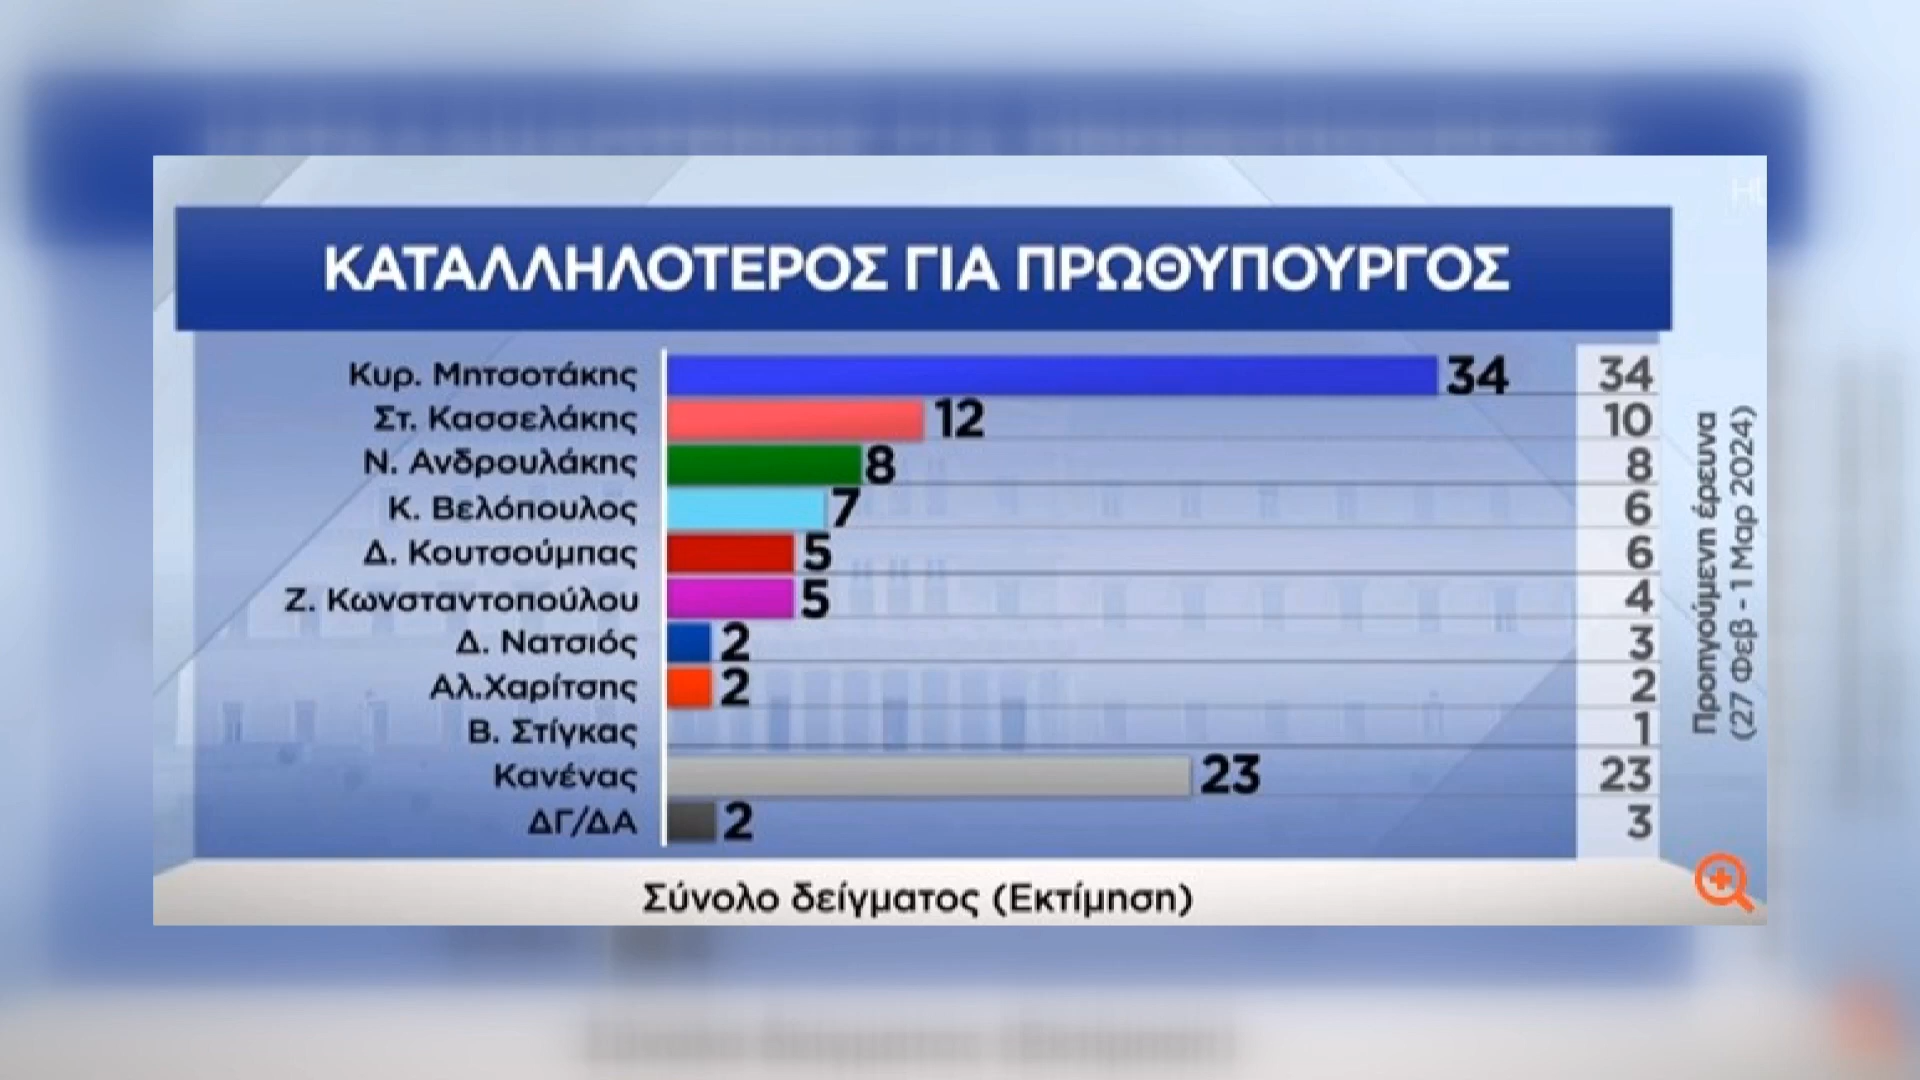 ΚΑΤΑΛΛΗΛΟΤΕΡΟΣ ΓΙΑ ΠΡΩΘΥΠΟΥΡΓΟΣ
Κυρ. Μητσοτάκης 34 34
Στ. Κασσελάκης 12 10
Ν. Ανδρουλάκης 8 8
Κ. Βελόπουλος 7 6
Δ. Κουτσούμπας 5 6
Ζ. Κωνσταντοπούλου 5 4
Δ. Νατσιός 2 3
Αλ.Χαρίτσης 2 2
Β. Στίγκας 1
Κανένας 23 23
ΔΓ/ΔΑ 2 3
Προηγούμενη έρευνα
(27 Φεβ - 1 Μαρ 2024)
Σύνολο δείγματος (Εκτίμηση)